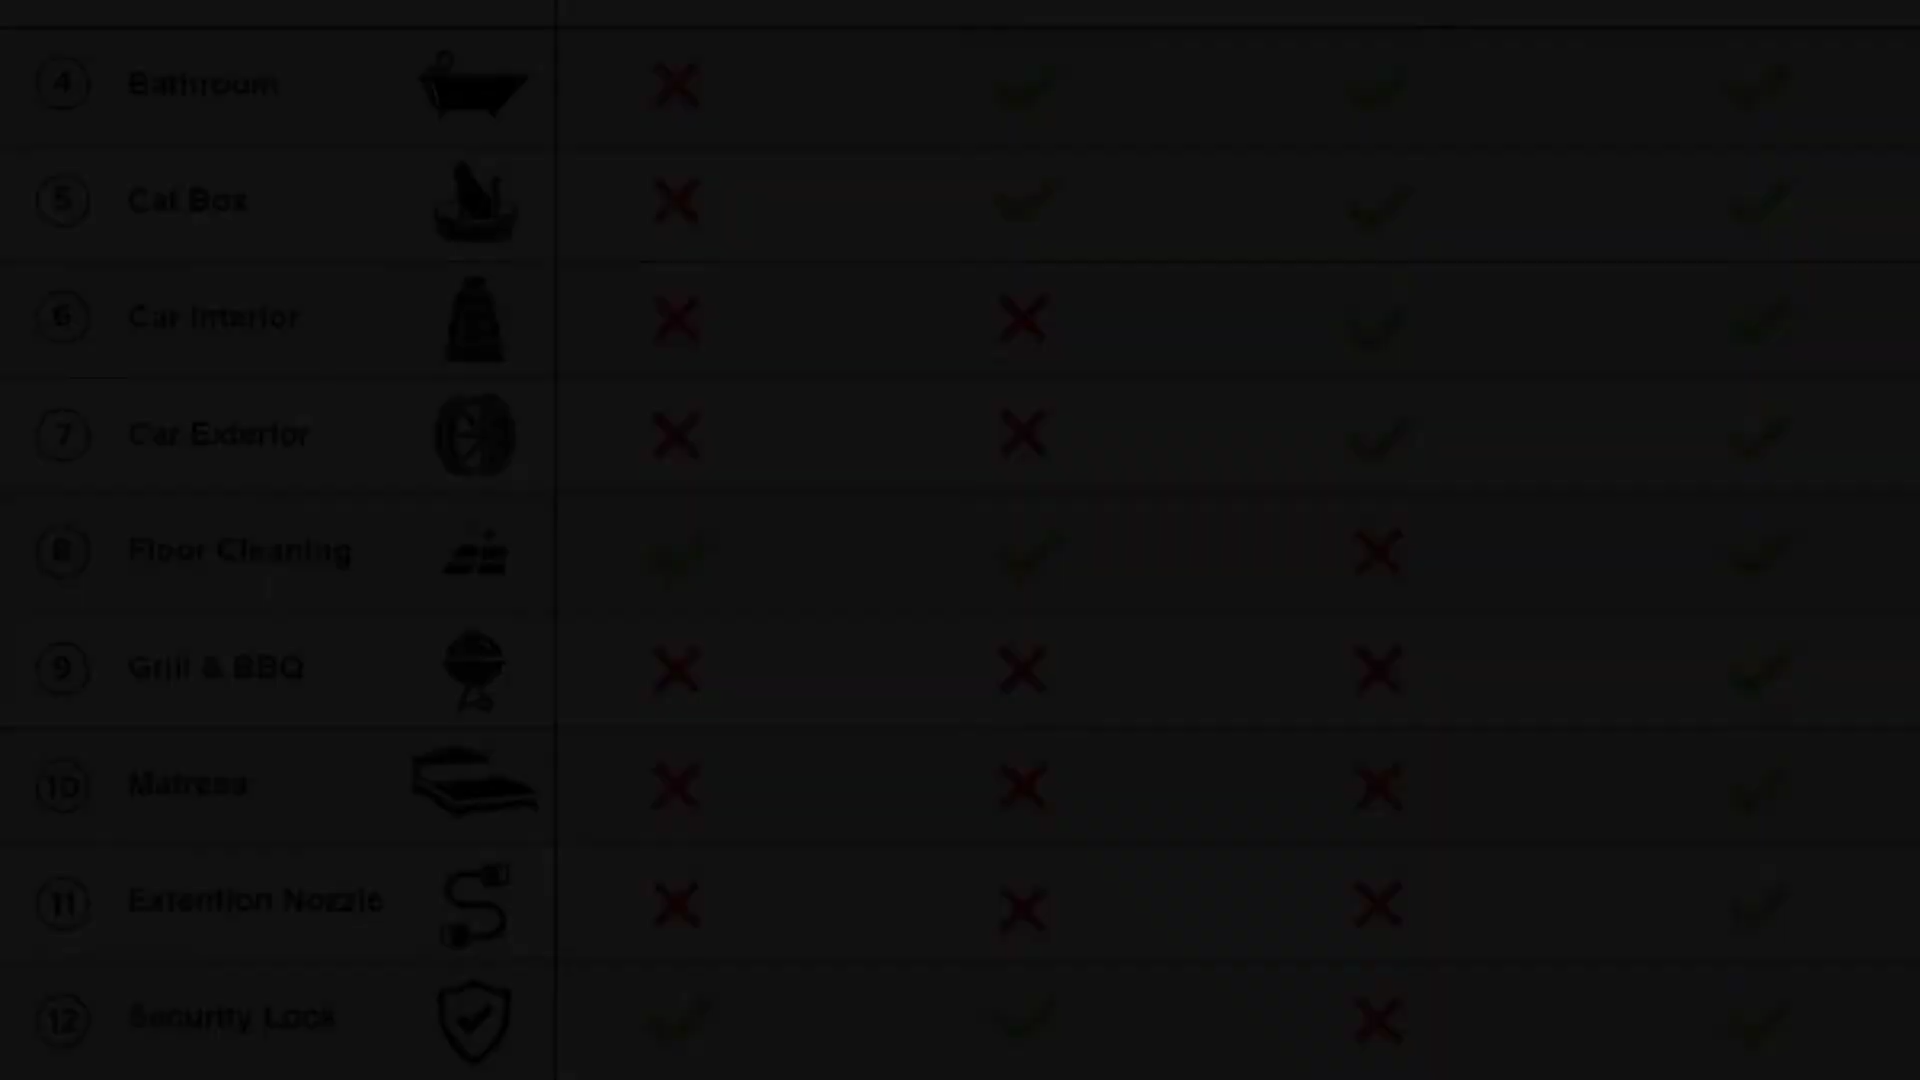 4 Bathroom
5 Cat Box
6 Car Interior
7 Car Exterior
8 Floor Cleaning
9 Grill & BBQ
10 Matress
11 Extention Nozzle
12 Security Lock